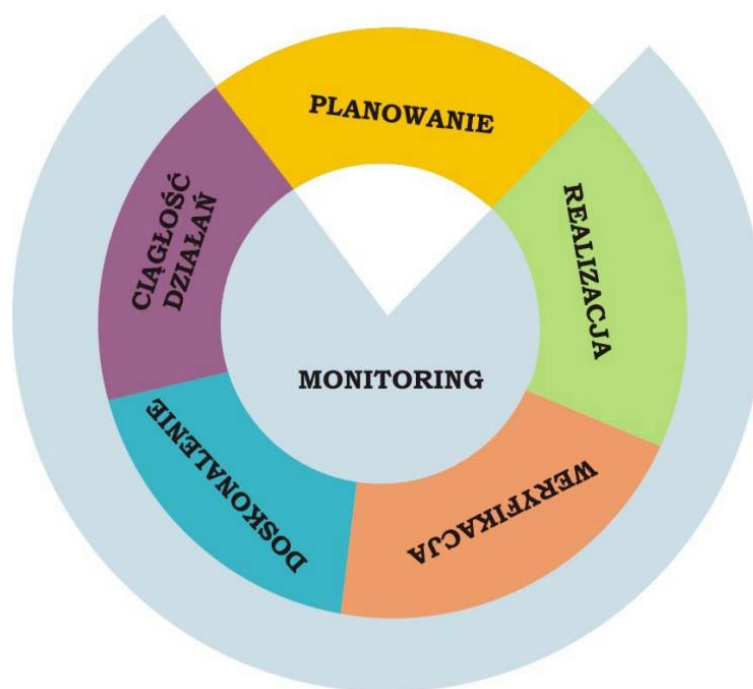 PLANOWANIE
REALIZACJA
WERYFIKACJA
DOSKONALENIE
CIĄGŁOŚĆ
DZIAŁAŃ
MONITORING